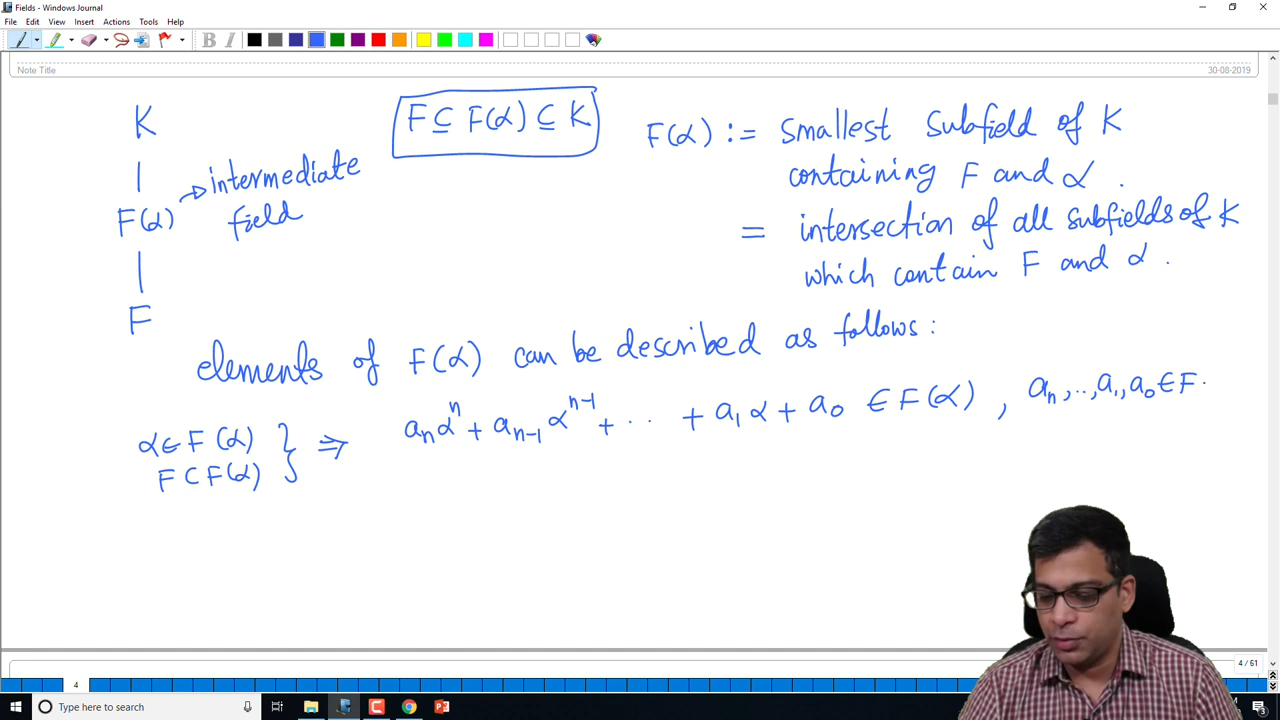 Fields - Windows Journal
File Edit View Insert Actions Tools Help
Note Title
30-08-2019
K
|
F(α) → intermediate field
|
F
F ⊆ F(α) ⊆ K
F(α) := smallest subfield of K
containing F and α .
= intersection of all subfields of K
which contain F and α .
elements of F(α) can be described as follows :
α ∈ F(α)
F ⊂ F(α) } ⇒ aₙαⁿ + aₙ₋₁αⁿ⁻¹ + ... + a₁α + a₀ ∈ F(α) , aₙ, .., a₁, a₀ ∈ F.
4 / 61
4
Type here to search